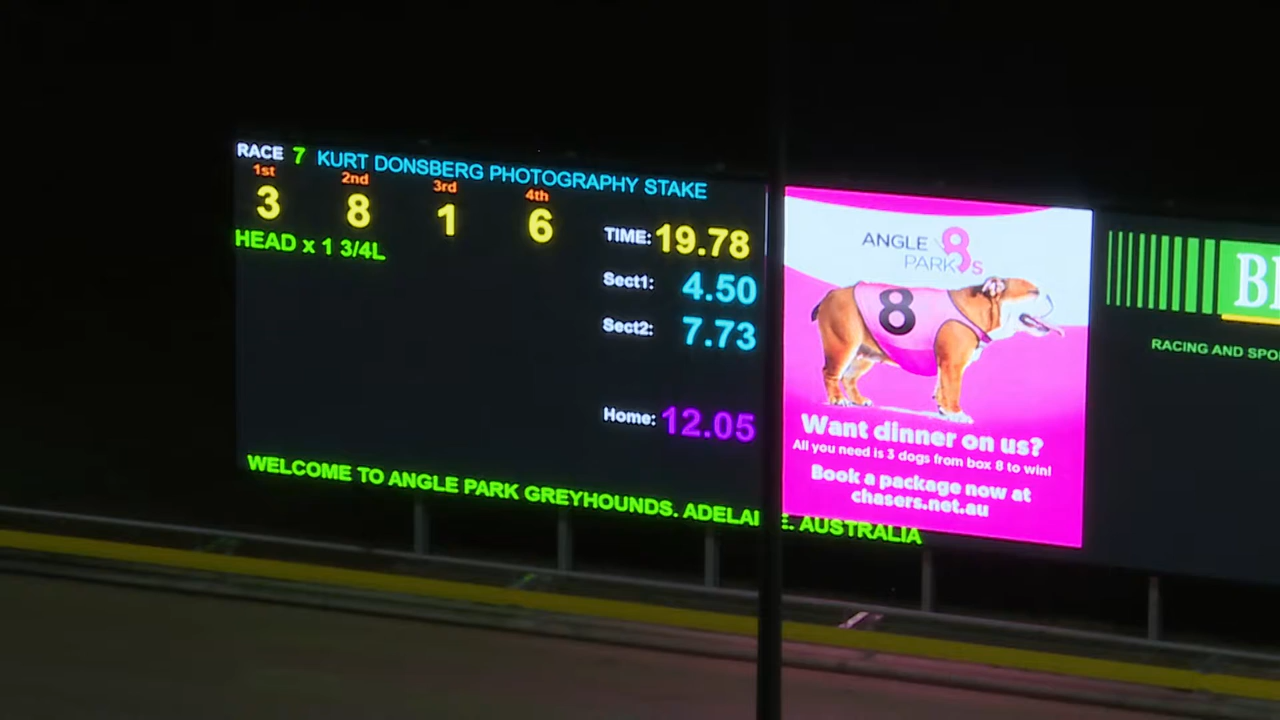 RACE 7 KURT DONSBERG PHOTOGRAPHY STAKE
1st 2nd 3rd 4th
3 8 1 6
HEAD x 1 3/4L
TIME: 19.78
Sect1: 4.50
Sect2: 7.73
Home: 12.05
WELCOME TO ANGLE PARK GREYHOUNDS. ADELAI E. AUSTRALIA
ANGLE 8s
PARK
8
Want dinner on us?
All you need is 3 dogs from box 8 to win!
Book a package now at
chasers.net.au
RACING AND